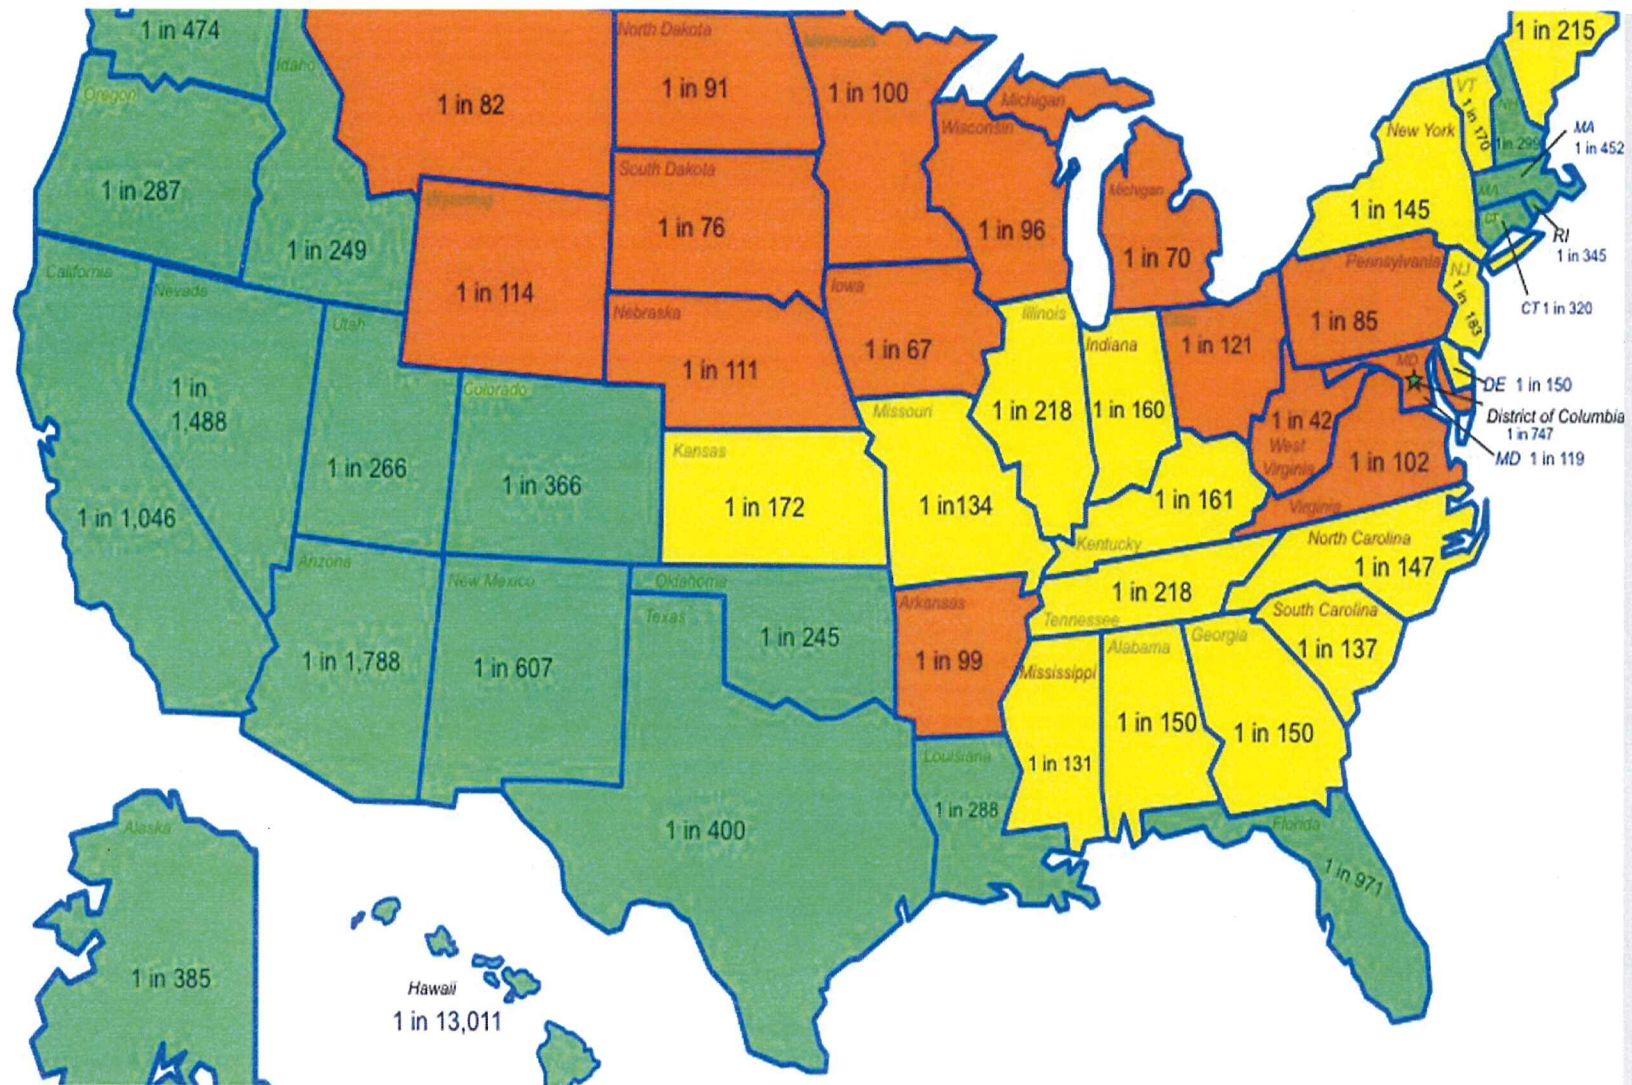 1 in 474
Idaho
Oregon
1 in 287
1 in 249
1 in 82
North Dakota
1 in 91
Minnesota
1 in 100
South Dakota
1 in 76
Wyoming
1 in 114
Nebraska
1 in 111
Iowa
1 in 67
Wisconsin
1 in 96
Michigan
Michigan
1 in 70
1 in 215
VT
1 in 170
NH
1 in 299
New York
1 in 145
MA
1 in 452
MA
CT
RI
1 in 345
CT 1 in 320
Pennsylvania
1 in 85
NJ
1 in 183
California
1 in 1,046
Nevada
1 in
1,488
Utah
1 in 266
Colorado
1 in 366
Kansas
1 in 172
Missouri
1 in134
Illinois
1 in 218
Indiana
1 in 160
1 in 121
MD
DE 1 in 150
District of Columbia
1 in 747
MD 1 in 119
1 in 42
West
Virginia
1 in 102
Virginia
1 in 161
Kentucky
North Carolina
1 in 147
1 in 218
Tennessee
South Carolina
1 in 137
Arizona
1 in 1,788
New Mexico
1 in 607
Oklahoma
1 in 245
Texas
1 in 400
Arkansas
1 in 99
Louisiana
1 in 288
Mississippi
1 in 131
Alabama
1 in 150
Georgia
1 in 150
Florida
1 in 971
Alaska
1 in 385
Hawaii
1 in 13,011